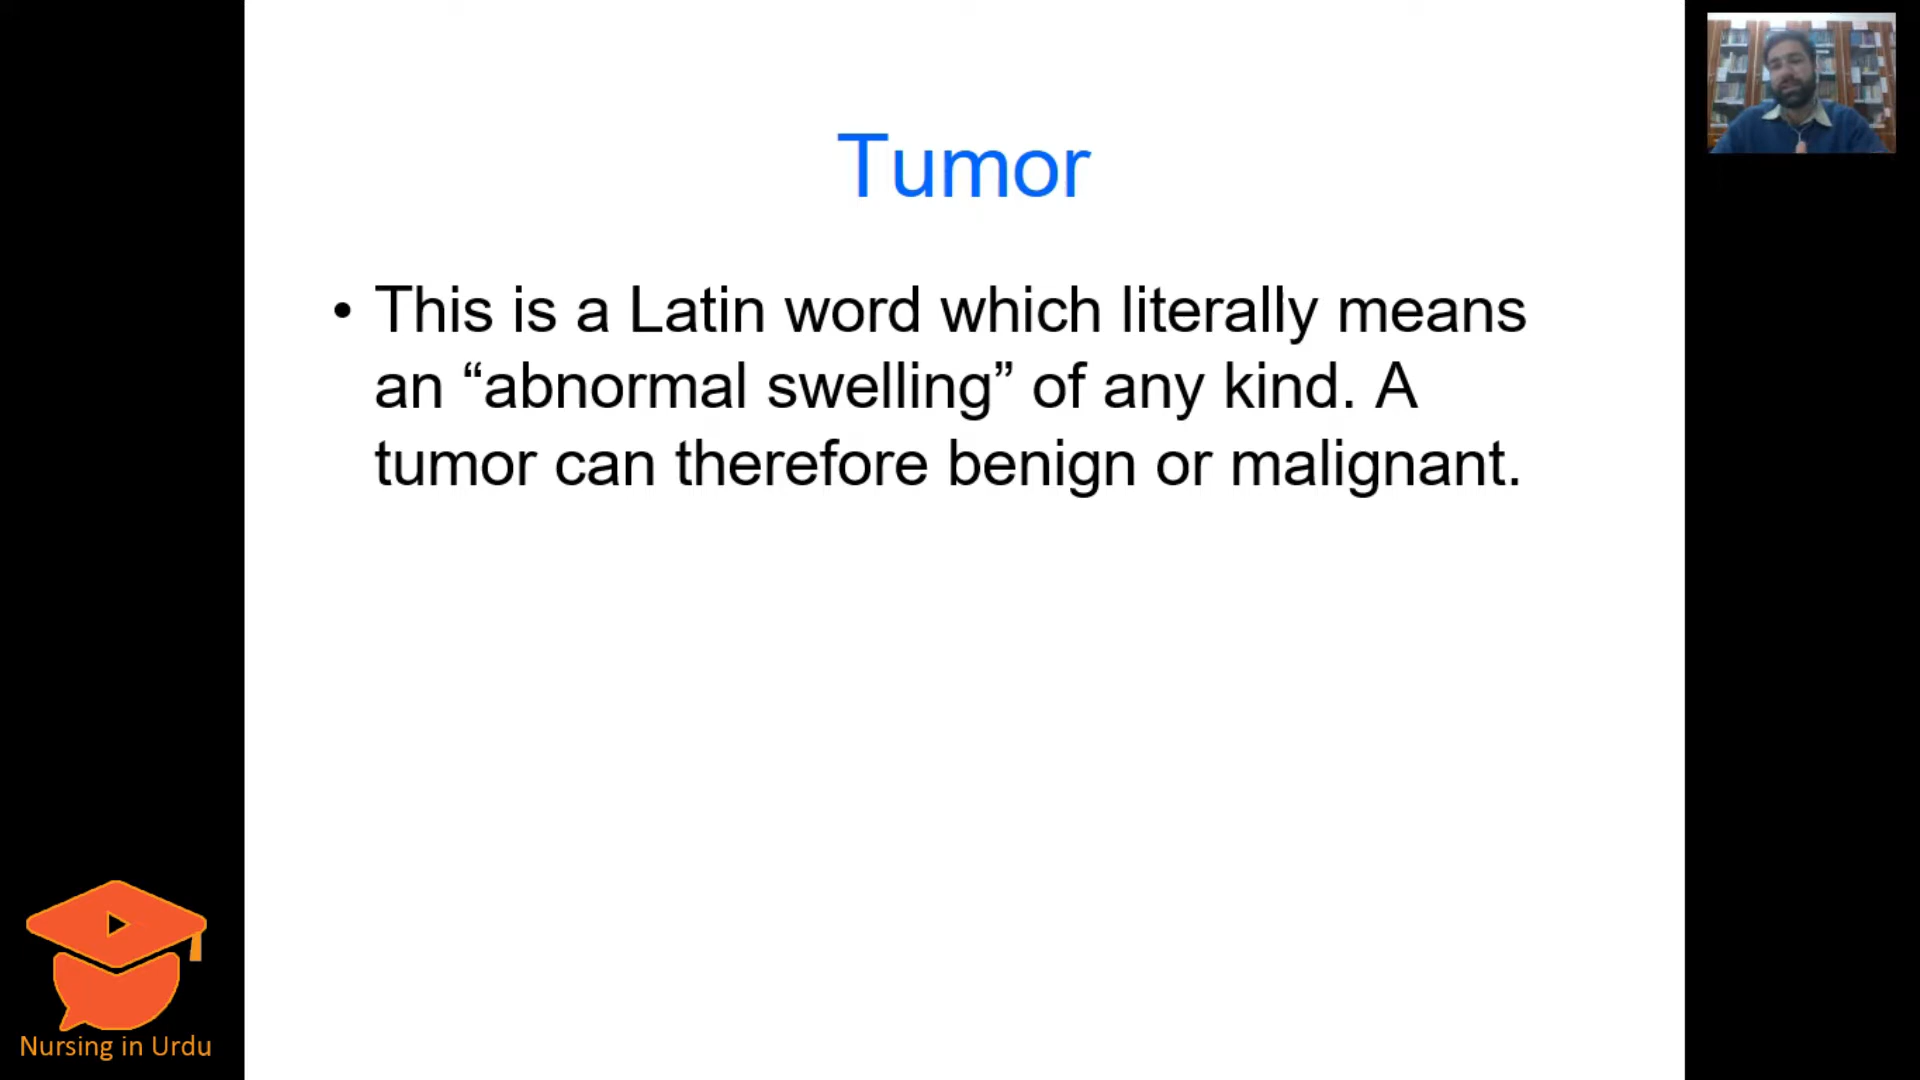 Tumor
• This is a Latin word which literally means
an “abnormal swelling” of any kind. A
tumor can therefore benign or malignant.
Nursing in Urdu